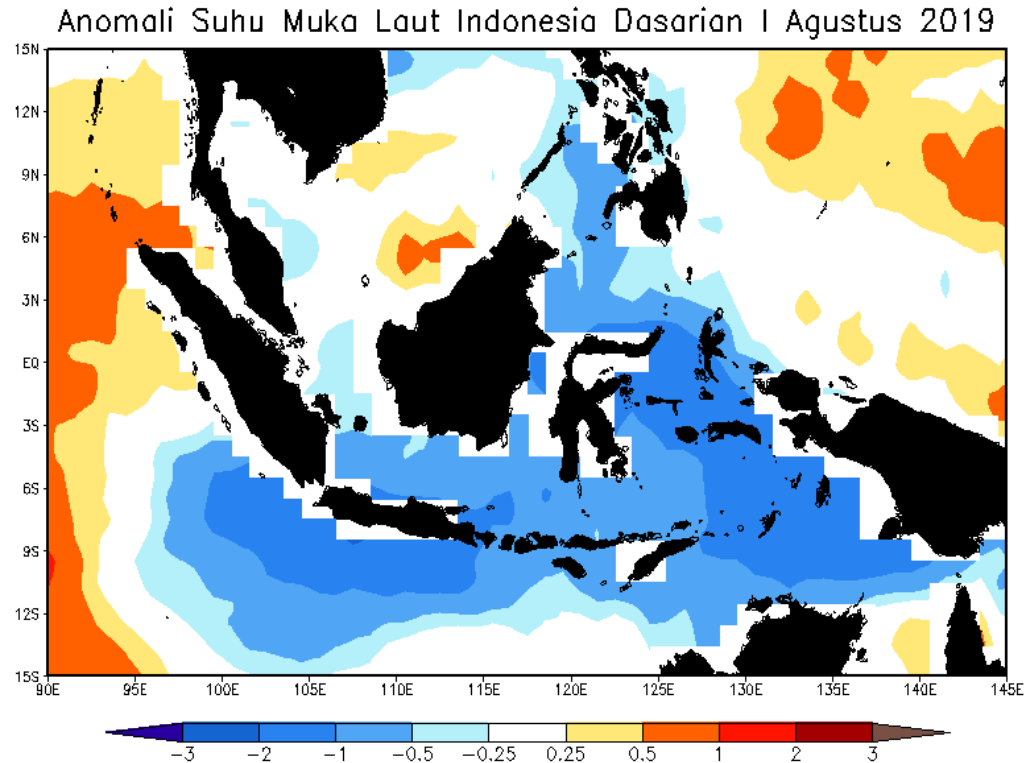 Anomali Suhu Muka Laut Indonesia Dasarian I Agustus 2019
15N
12N
9N
6N
3N
EQ
3S
6S
9S
12S
15S
90E 95E 100E 105E 110E 115E 120E 125E 130E 135E 140E 145E
-3 -2 -1 -0.5 -0.25 0.25 0.5 1 2 3